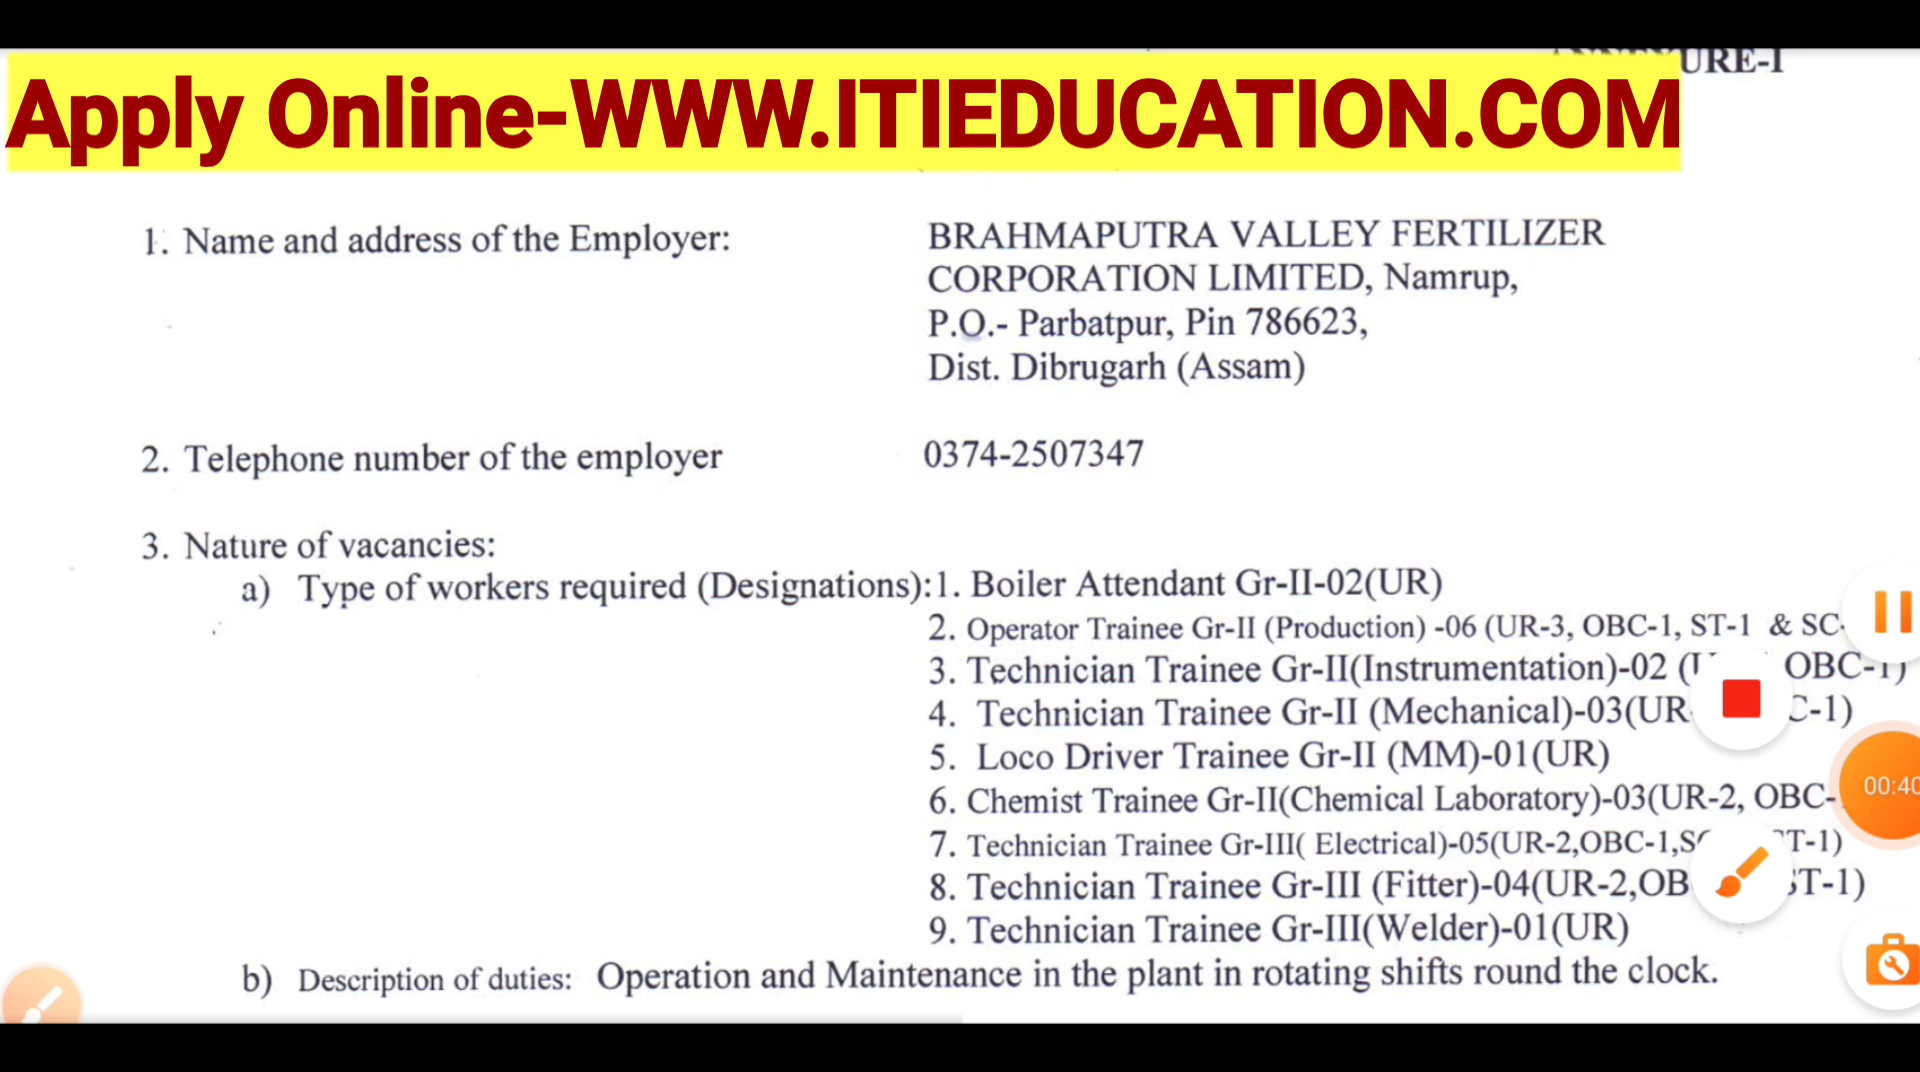 URE-I
Apply Online-WWW.ITIEDUCATION.COM
1. Name and address of the Employer: BRAHMAPUTRA VALLEY FERTILIZER
CORPORATION LIMITED, Namrup,
P.O.- Parbatpur, Pin 786623,
Dist. Dibrugarh (Assam)
2. Telephone number of the employer 0374-2507347
3. Nature of vacancies:
a) Type of workers required (Designations):1. Boiler Attendant Gr-II-02(UR)
2. Operator Trainee Gr-II (Production) -06 (UR-3, OBC-1, ST-1 & SC-
3. Technician Trainee Gr-II(Instrumentation)-02 ( OBC-1)
4. Technician Trainee Gr-II (Mechanical)-03(UR C-1)
5. Loco Driver Trainee Gr-II (MM)-01(UR)
6. Chemist Trainee Gr-II(Chemical Laboratory)-03(UR-2, OBC-
00:40
7. Technician Trainee Gr-III( Electrical)-05(UR-2,OBC-1,S T-1)
8. Technician Trainee Gr-III (Fitter)-04(UR-2,OB ST-1)
9. Technician Trainee Gr-III(Welder)-01(UR)
b) Description of duties: Operation and Maintenance in the plant in rotating shifts round the clock.